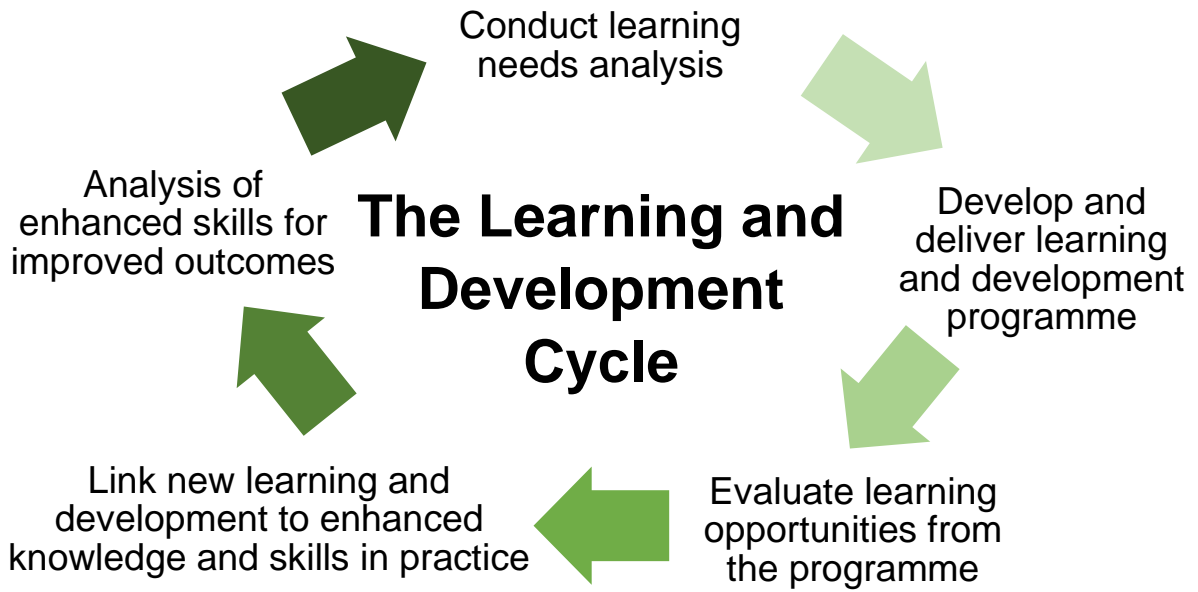 Conduct learning
needs analysis
The Learning and
Development
Cycle
Develop and
deliver learning
and development
programme
Evaluate learning
opportunities from
the programme
Link new learning and
development to enhanced
knowledge and skills in practice
Analysis of
enhanced skills for
improved outcomes